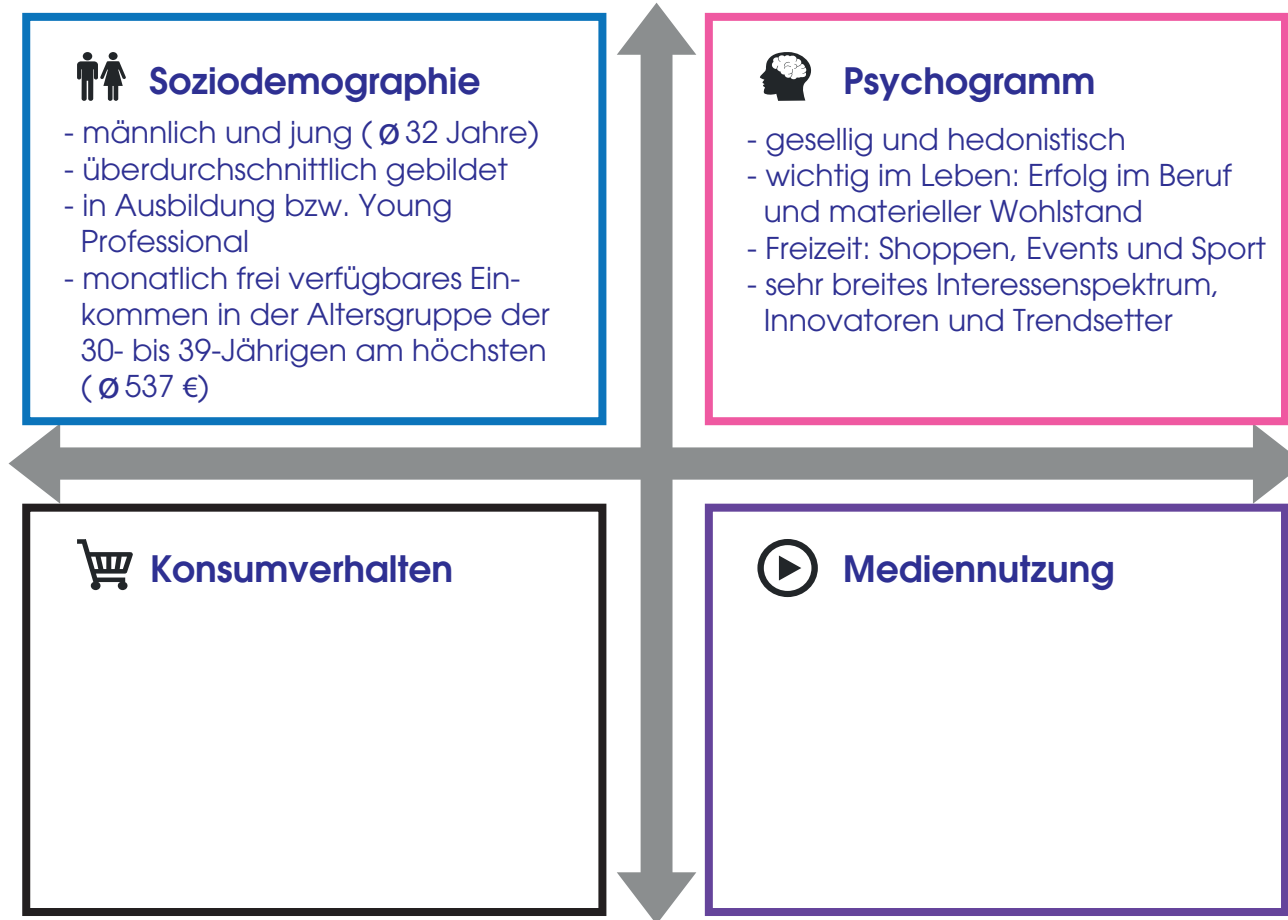 Soziodemographie
- männlich und jung ( ø 32 Jahre)
- überdurchschnittlich gebildet
- in Ausbildung bzw. Young
Professional
- monatlich frei verfügbares Ein-
kommen in der Altersgruppe der
30- bis 39-Jährigen am höchsten
( ø 537 €)
Psychogramm
- gesellig und hedonistisch
- wichtig im Leben: Erfolg im Beruf
und materieller Wohlstand
- Freizeit: Shoppen, Events und Sport
- sehr breites Interessenspektrum,
Innovatoren und Trendsetter
Konsumverhalten
Mediennutzung